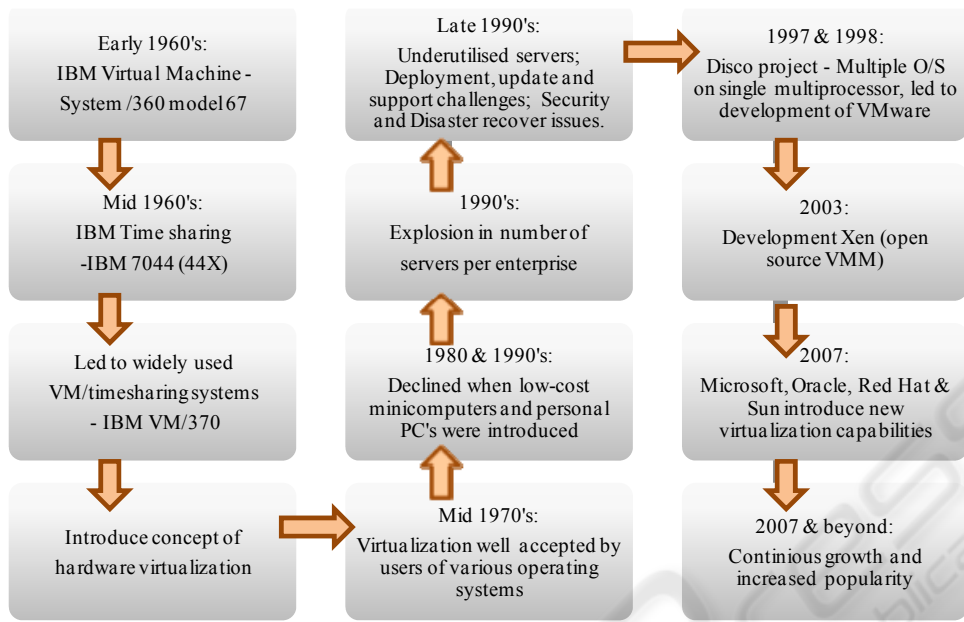 Early 1960's:
IBM Virtual Machine -
System /360 model 67
Mid 1960's:
IBM Time sharing
-IBM 7044 (44X)
Led to widely used
VM/timesharing systems
- IBM VM/370
Introduce concept of
hardware virtualization
Mid 1970's:
Virtualization well accepted by
users of various operating
systems
1980 & 1990's:
Declined when low-cost
minicomputers and personal
PC's were introduced
1990's:
Explosion in number of
servers per enterprise
Late 1990's:
Underutilised servers;
Deployment, update and
support challenges; Security
and Disaster recover issues.
1997 & 1998:
Disco project - Multiple O/S
on single multiprocessor, led to
development of VMware
2003:
Development Xen (open
source VMM)
2007:
Microsoft, Oracle, Red Hat &
Sun introduce new
virtualization capabilities
2007 & beyond:
Continious growth and
increased popularity